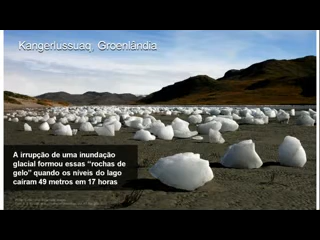 Kangerlussuaq, Groenlândia
A irrupção de uma inundação
glacial formou essas “rochas de
gelo” quando os níveis do lago
caíram 49 metros em 17 horas